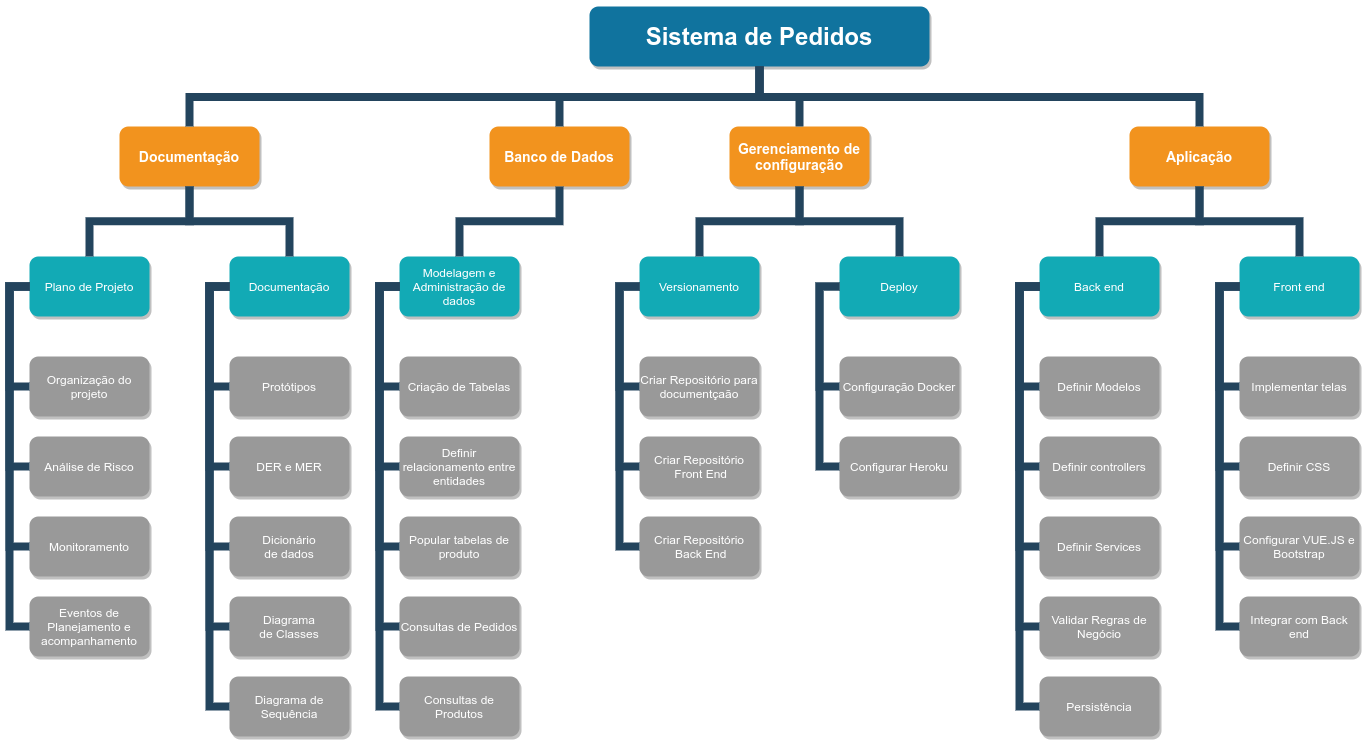 Sistema de Pedidos
Documentação
Banco de Dados
Gerenciamento de
configuração
Aplicação
Plano de Projeto
Organização do
projeto
Análise de Risco
Monitoramento
Eventos de
Planejamento e
acompanhamento
Documentação
Protótipos
DER e MER
Dicionário
de dados
Diagrama
de Classes
Diagrama de
Sequência
Modelagem e
Administração de
dados
Criação de Tabelas
Definir
relacionamento entre
entidades
Popular tabelas de
produto
Consultas de Pedidos
Consultas de
Produtos
Versionamento
Criar Repositório para
documentçaão
Criar Repositório
Front End
Criar Repositório
Back End
Deploy
Configuração Docker
Configurar Heroku
Back end
Definir Modelos
Definir controllers
Definir Services
Validar Regras de
Negócio
Persistência
Front end
Implementar telas
Definir CSS
Configurar VUE.JS e
Bootstrap
Integrar com Back
end